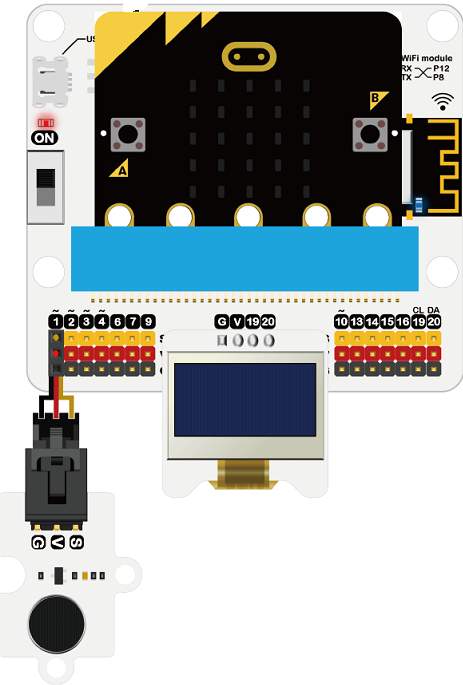 US
WiFi module
RX P12
TX P8
ON
B
A
CL DA
~ ~ ~ ~ ~
1 2 3 4 6 7 9
G V 19 20
10 13 14 15 16 19 20
G V S